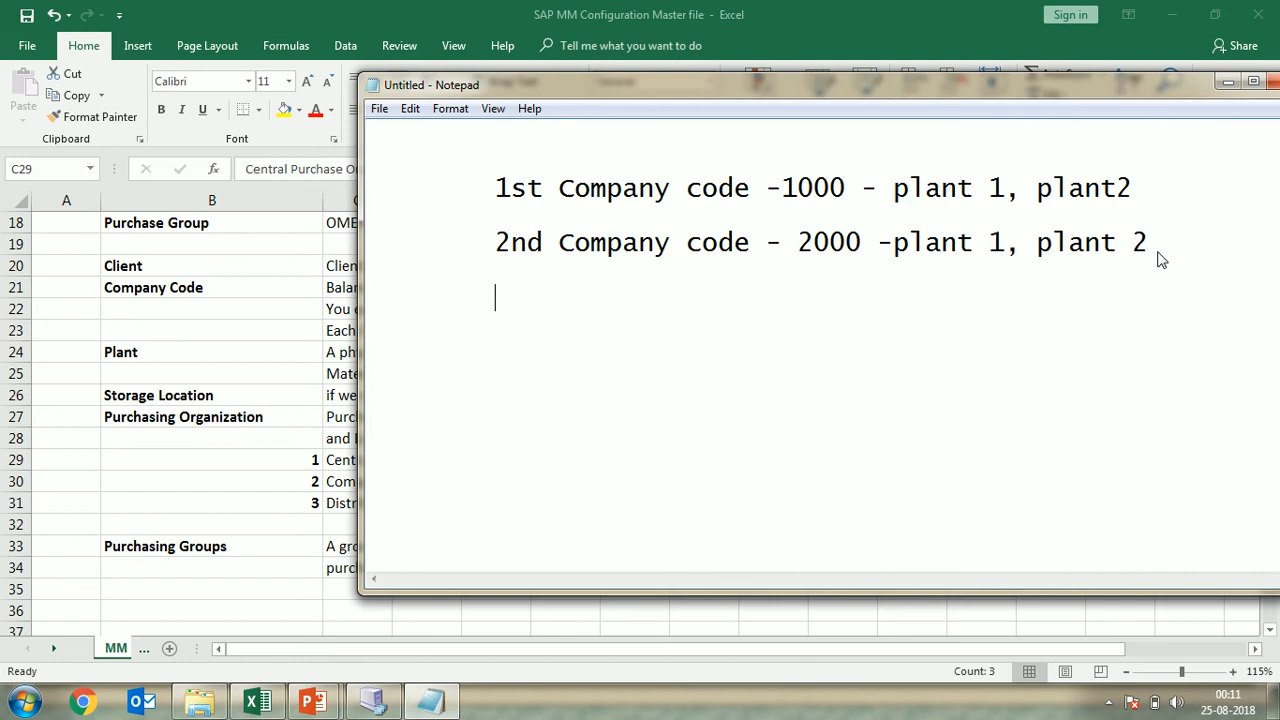 SAP MM Configuration Master file - Excel
Sign in
File Home Insert Page Layout Formulas Data Review View Help Tell me what you want to do Share
Paste
Cut
Copy
Format Painter
Clipboard
Calibri 11
B I U
Font
C29
fx
Central Purchase O
Untitled - Notepad
File Edit Format View Help
1st Company code -1000 - plant 1, plant2
2nd Company code - 2000 -plant 1, plant 2
A B
18 Purchase Group OME
19
20 Client Clien
21 Company Code Balan
22 You c
23 Each
24 Plant A ph
25 Mate
26 Storage Location if we
27 Purchasing Organization Purch
28 and
29 1 Cent
30 2 Com
31 3 Distr
32
33 Purchasing Groups A gro
34 purch
35
36
37
MM ...
Ready
Count: 3
115%
00:11
25-08-2018